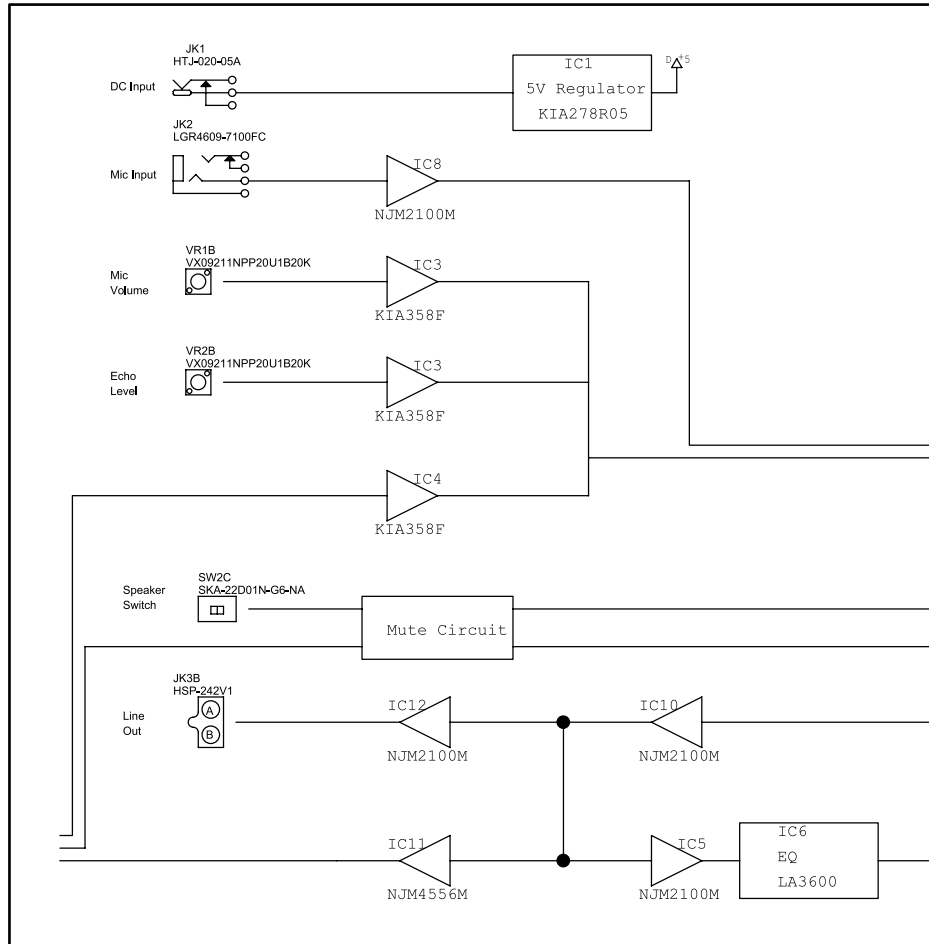 JK1
HTJ-020-05A
DC Input
IC1
5V Regulator
KIA278R05
D +5
JK2
LGR4609-7100FC
Mic Input
IC8
NJM2100M
VR1B
VX09211NPP20U1B20K
Mic
Volume
IC3
KIA358F
VR2B
VX09211NPP20U1B20K
Echo
Level
IC3
KIA358F
IC4
KIA358F
SW2C
SKA-22D01N-G6-NA
Speaker
Switch
Mute Circuit
JK3B
HSP-242V1
Line
Out
A
B
IC12
NJM2100M
IC10
NJM2100M
IC11
NJM4556M
IC5
NJM2100M
IC6
EQ
LA3600